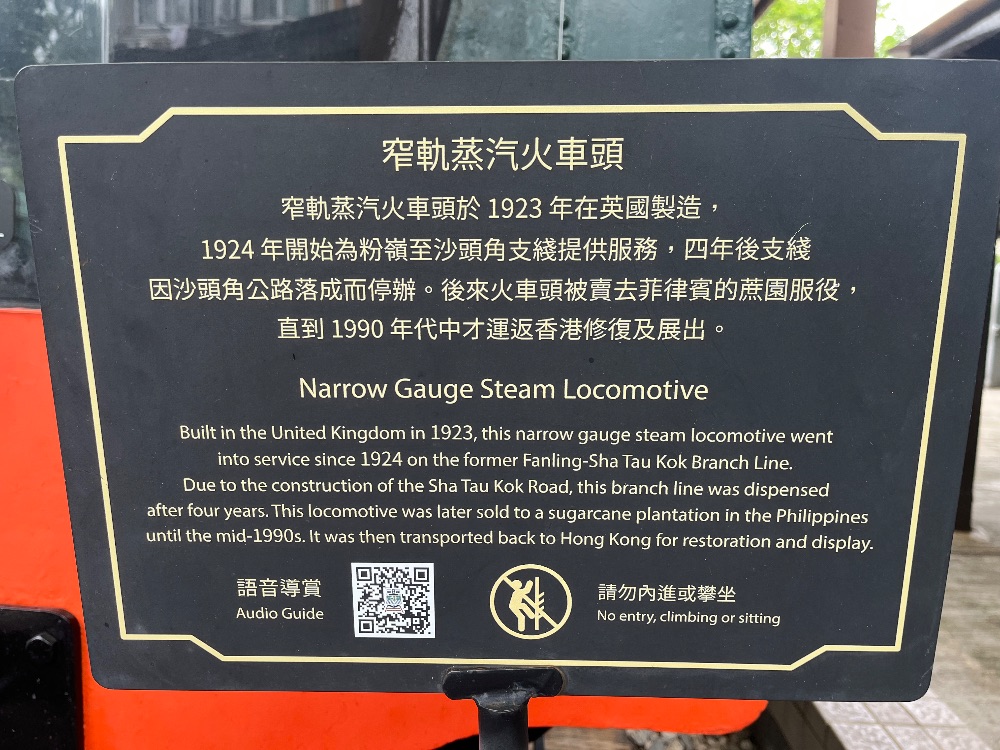 窄軌蒸汽火車頭
窄軌蒸汽火車頭於 1923 年在英國製造，
1924 年開始為粉嶺至沙頭角支綫提供服務，四年後支綫
因沙頭角公路落成而停辦。後來火車頭被賣去菲律賓的蔗園服役，
直到 1990 年代中才運返香港修復及展出。
Narrow Gauge Steam Locomotive
Built in the United Kingdom in 1923, this narrow gauge steam locomotive went
into service since 1924 on the former Fanling-Sha Tau Kok Branch Line.
Due to the construction of the Sha Tau Kok Road, this branch line was dispensed
after four years. This locomotive was later sold to a sugarcane plantation in the Philippines
until the mid-1990s. It was then transported back to Hong Kong for restoration and display.
語音導賞
Audio Guide
請勿內進或攀坐
No entry, climbing or sitting